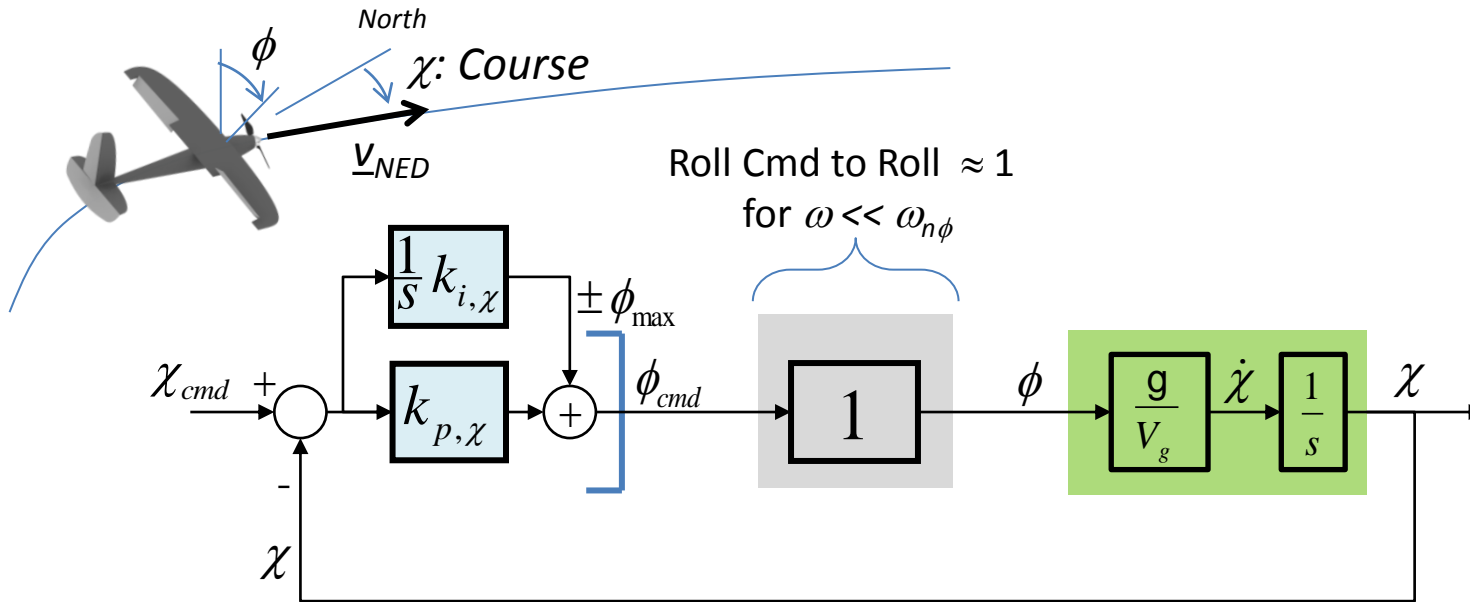 North
ϕ
χ: Course
v_NED
Roll Cmd to Roll ≈ 1
for ω << ω_nϕ
1/s k_i,χ
± ϕ_max
χ_cmd
+
k_p,χ
+
ϕ_cmd
1
ϕ
g/V_g
χ̇
1/s
χ
-
χ